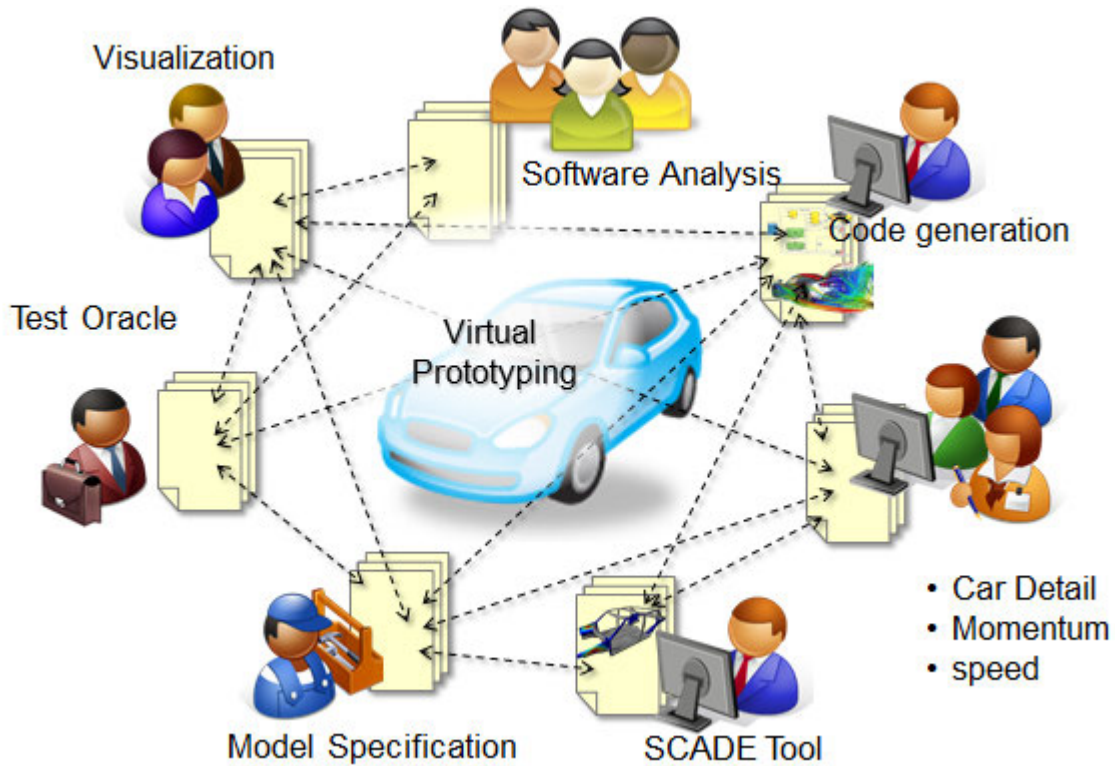 Visualization
Software Analysis
Code generation
Test Oracle
Virtual
Prototyping
• Car Detail
• Momentum
• speed
Model Specification
SCADE Tool